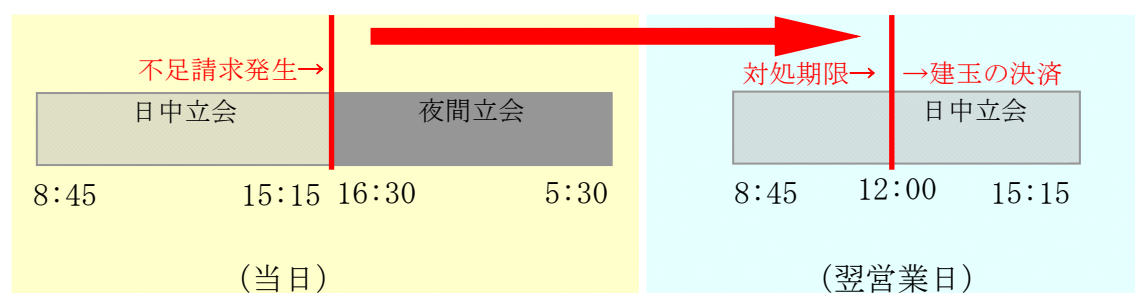 不足請求発生→
日中立会
夜間立会
8:45
15:15
16:30
5:30
(当日)
対処期限→
→建玉の決済
日中立会
8:45
12:00
15:15
(翌営業日)